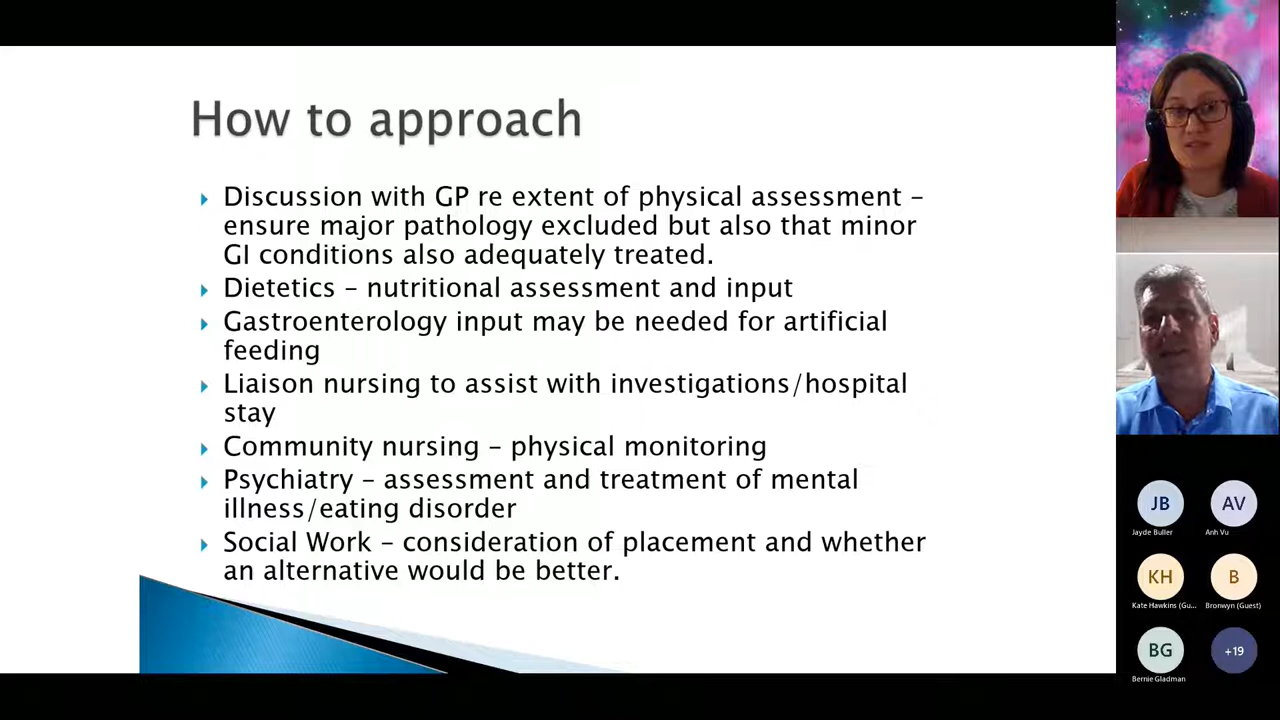 How to approach
Discussion with GP re extent of physical assessment –
ensure major pathology excluded but also that minor
GI conditions also adequately treated.
Dietetics – nutritional assessment and input
Gastroenterology input may be needed for artificial
feeding
Liaison nursing to assist with investigations/hospital
stay
Community nursing – physical monitoring
Psychiatry – assessment and treatment of mental
illness/eating disorder
Social Work – consideration of placement and whether
an alternative would be better.
JB
AV
Jayde Buller
Anh Vu
KH
B
Kate Hawkins (Gu...
Bronwyn (Guest)
BG
+19
Bernie Gladman